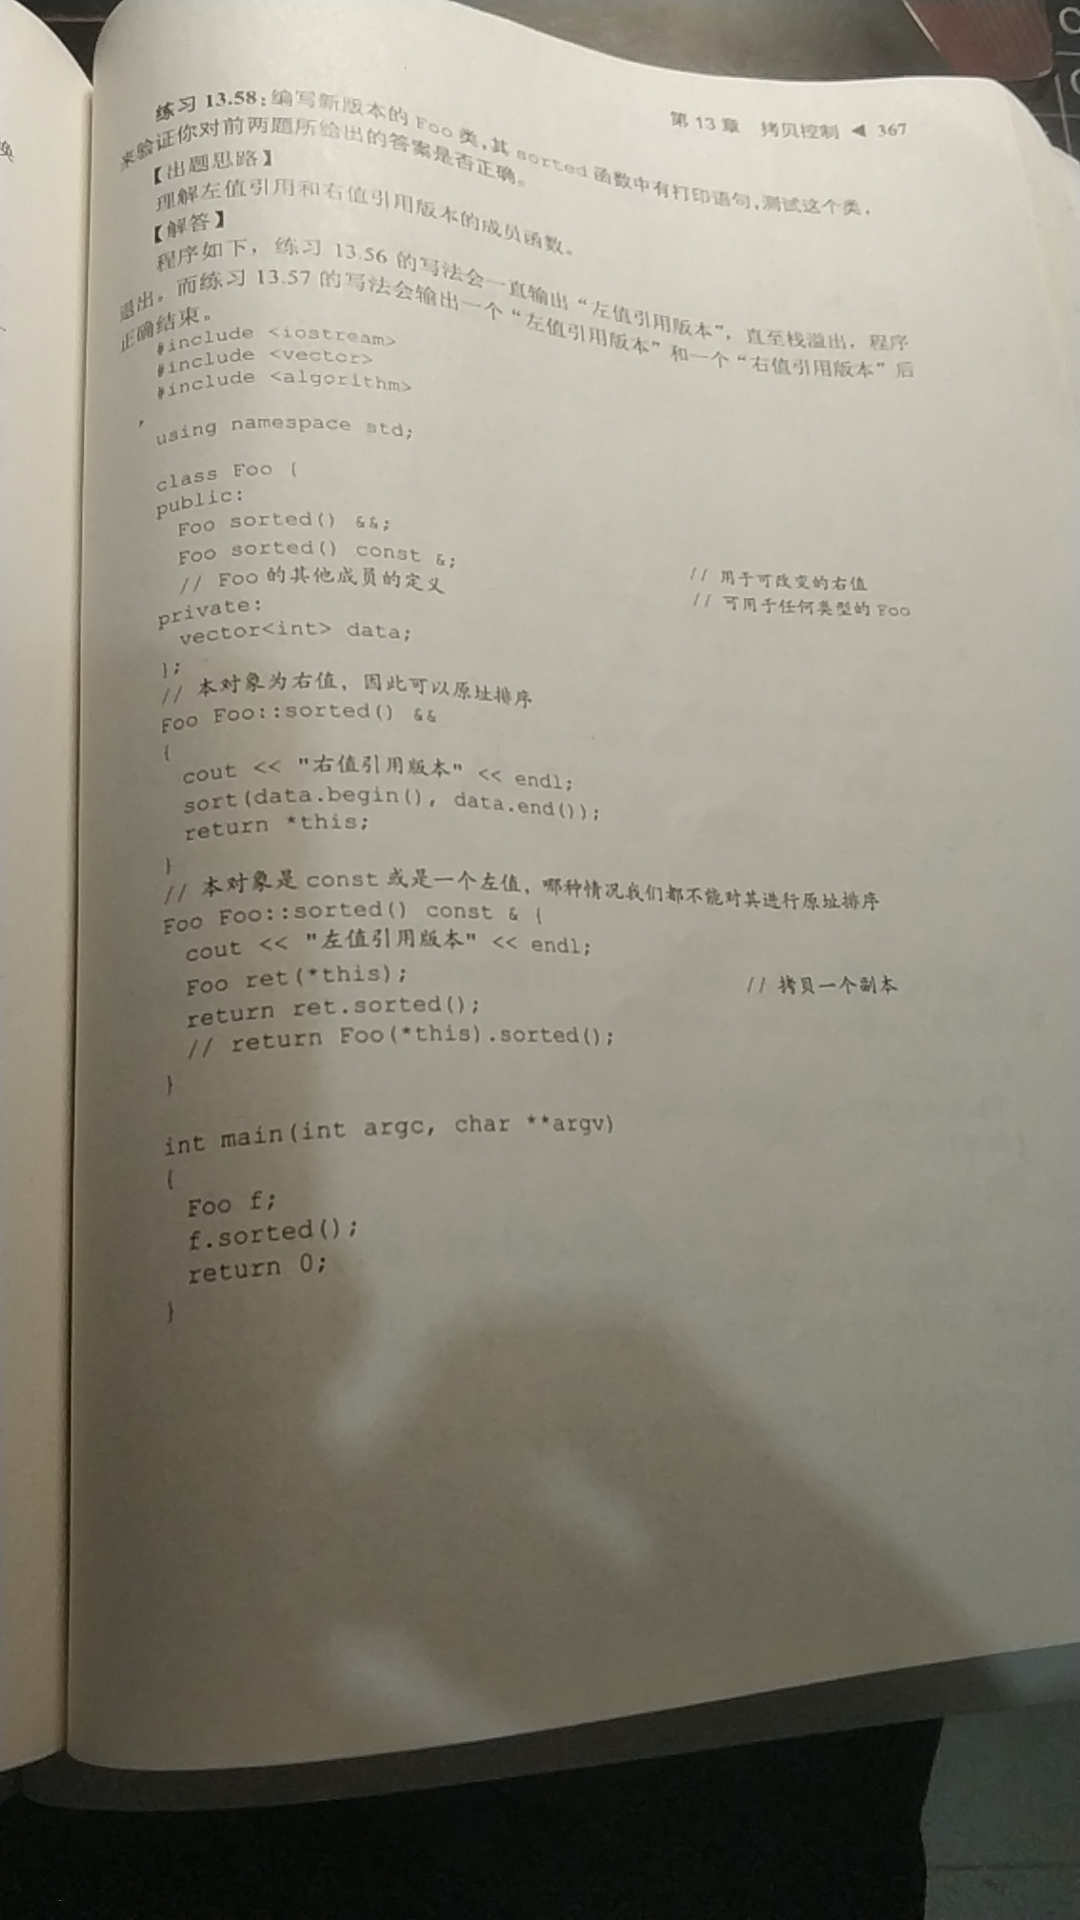 第 13 章 拷贝控制 ◀ 367
练习 13.58：编写新版本的 Foo 类，其 sorted 函数中有打印语句，测试这个类，
来验证你对前两题所给出的答案是否正确。
【出题思路】
理解左值引用和右值引用版本的成员函数。
【解答】
程序如下，练习 13.56 的写法会一直输出“左值引用版本”，直至栈溢出，程序
退出。而练习 13.57 的写法会输出一个“左值引用版本”和一个“右值引用版本”后
正确结束。
#include <iostream>
#include <vector>
#include <algorithm>
using namespace std;
class Foo {
public:
Foo sorted() &&; // 用于可改变的右值
Foo sorted() const &; // 可用于任何类型的 Foo
// Foo 的其他成员的定义
private:
vector<int> data;
};
// 本对象为右值，因此可以原址排序
Foo Foo::sorted() &&
{
cout << "右值引用版本" << endl;
sort(data.begin(), data.end());
return *this;
}
// 本对象是 const 或是一个左值，哪种情况我们都不能对其进行原址排序
Foo Foo::sorted() const & {
cout << "左值引用版本" << endl;
Foo ret(*this); // 拷贝一个副本
return ret.sorted();
// return Foo(*this).sorted();
}
int main(int argc, char **argv)
{
Foo f;
f.sorted();
return 0;
}